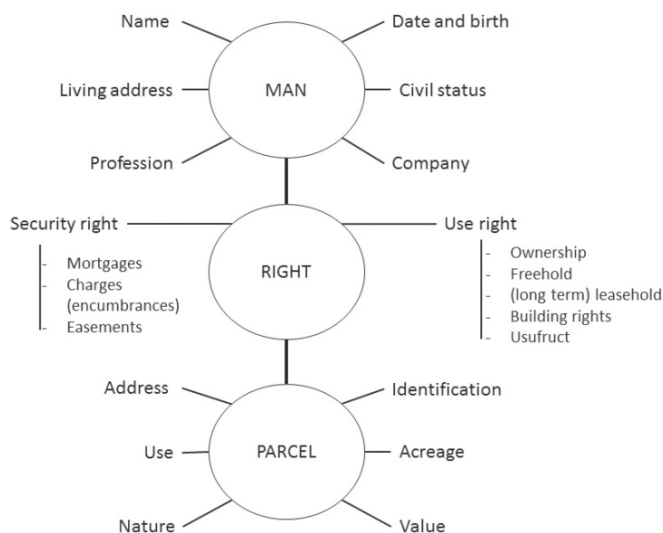 Name
Date and birth
Living address
MAN
Civil status
Profession
Company
Security right
Use right
- Mortgages
- Charges
(encumbrances)
- Easements
RIGHT
- Ownership
- Freehold
- (long term) leasehold
- Building rights
- Usufruct
Address
Identification
Use
PARCEL
Acreage
Nature
Value